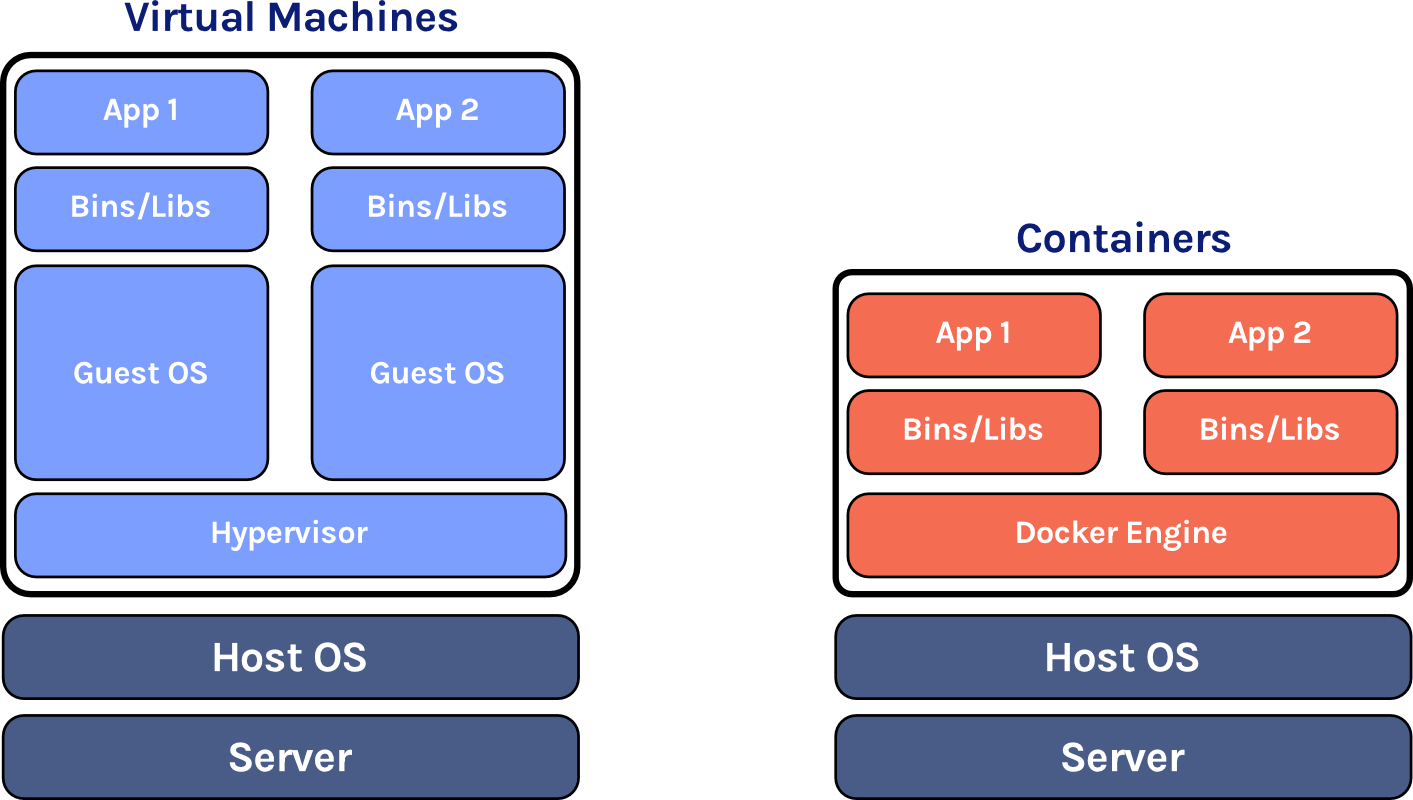 Virtual Machines
App 1
App 2
Bins/Libs
Bins/Libs
Guest OS
Guest OS
Hypervisor
Host OS
Server
Containers
App 1
App 2
Bins/Libs
Bins/Libs
Docker Engine
Host OS
Server